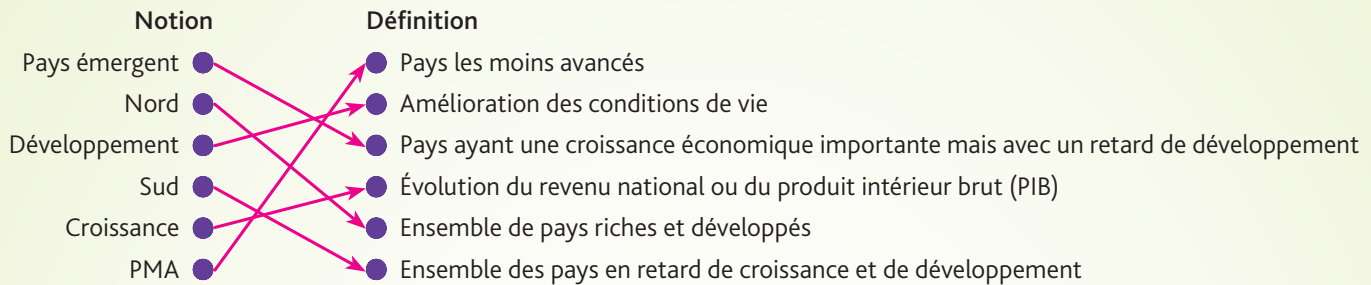 Notion Définition
Pays émergent Pays les moins avancés
Nord Amélioration des conditions de vie
Développement Pays ayant une croissance économique importante mais avec un retard de développement
Sud Évolution du revenu national ou du produit intérieur brut (PIB)
Croissance Ensemble de pays riches et développés
PMA Ensemble des pays en retard de croissance et de développement